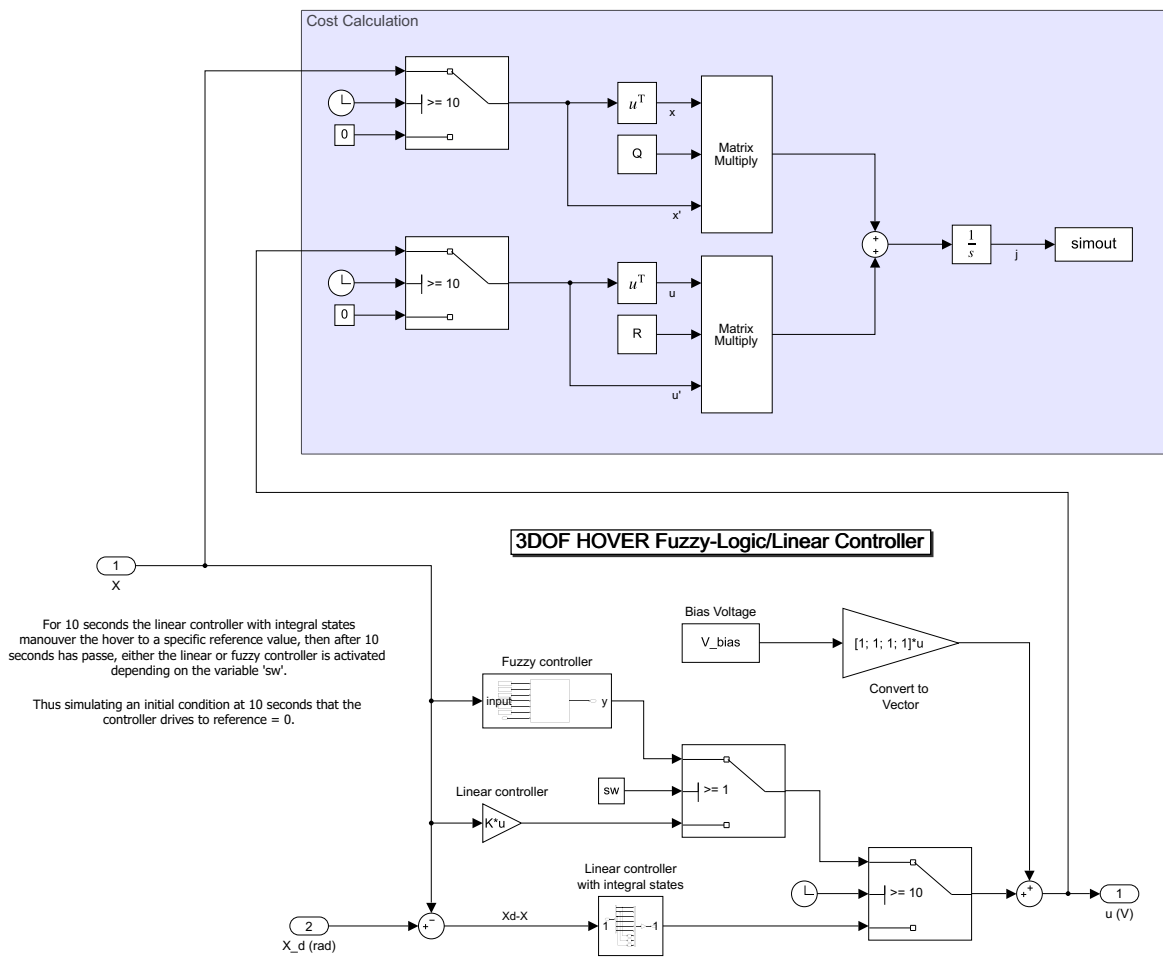 Cost Calculation
>= 10
0
u^T
x
Q
x'
Matrix
Multiply
+
+
1
s
j
simout
>= 10
0
u^T
u
R
u'
Matrix
Multiply
3DOF HOVER Fuzzy-Logic/Linear Controller
1
X
For 10 seconds the linear controller with integral states
manouver the hover to a specific reference value, then after 10
seconds has passe, either the linear or fuzzy controller is activated
depending on the variable 'sw'.
Thus simulating an initial condition at 10 seconds that the
controller drives to reference = 0.
Bias Voltage
V_bias
[1; 1; 1; 1]*u
Convert to
Vector
Fuzzy controller
input
y
sw
>= 1
Linear controller
K*u
Linear controller
with integral states
1
1
>= 10
+
+
1
u (V)
2
X_d (rad)
+
−
Xd-X